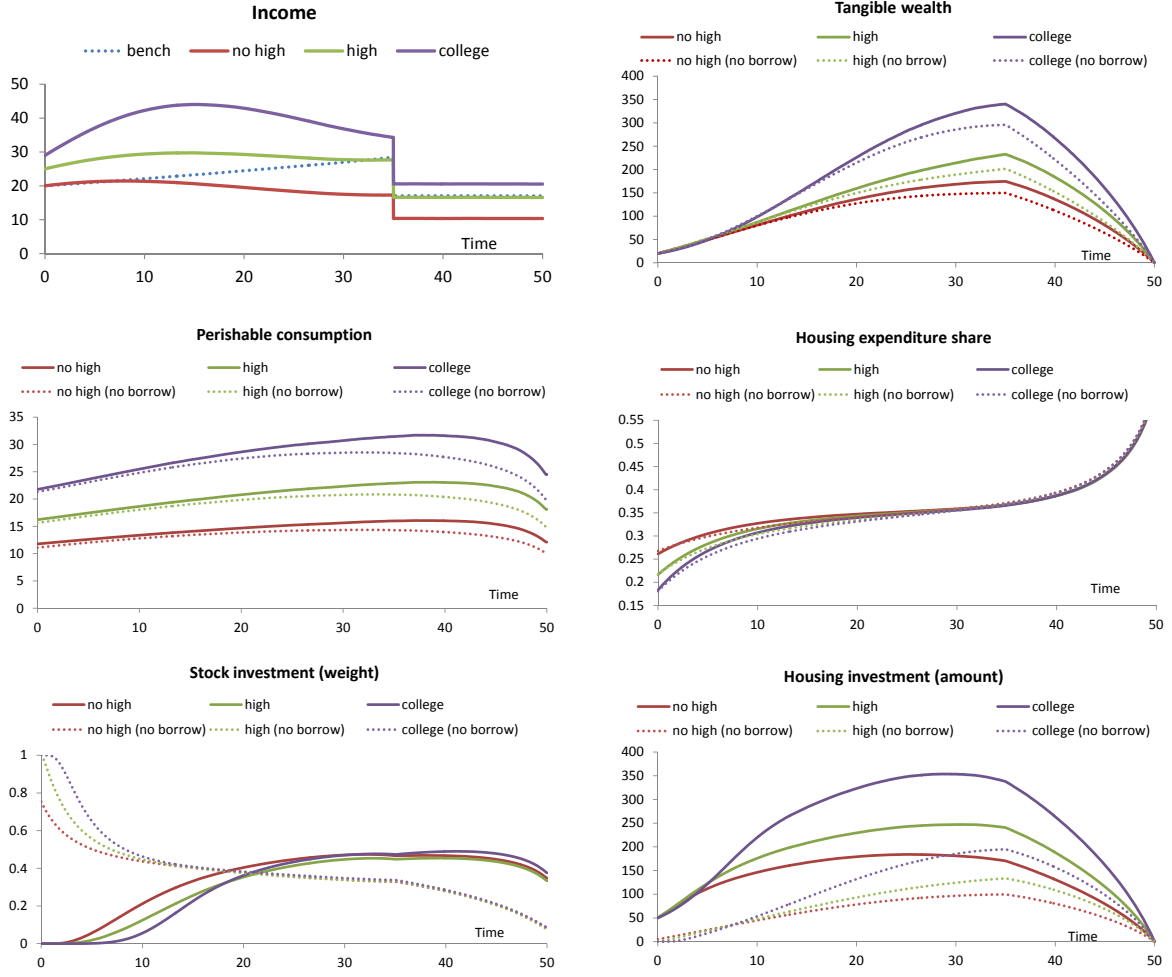 Income
bench no high high college
50
40
30
20
10
0
Time
0 10 20 30 40 50
Tangible wealth
no high high college
no high (no borrow) high (no brrow) college (no borrow)
400
350
300
250
200
150
100
50
0
Time
0 10 20 30 40 50
Perishable consumption
no high high college
no high (no borrow) high (no borrow) college (no borrow)
35
30
25
20
15
10
5
0
Time
0 10 20 30 40 50
Housing expenditure share
no high high college
no high (no borrow) high (no borrow) college (no borrow)
0.55
0.5
0.45
0.4
0.35
0.3
0.25
0.2
0.15
Time
0 10 20 30 40 50
Stock investment (weight)
no high high college
no high (no borrow) high (no borrow) college (no borrow)
1
0.8
0.6
0.4
0.2
0
Time
0 10 20 30 40 50
Housing investment (amount)
no high high college
no high (no borrow) high (no borrow) college (no borrow)
400
350
300
250
200
150
100
50
0
Time
0 10 20 30 40 50